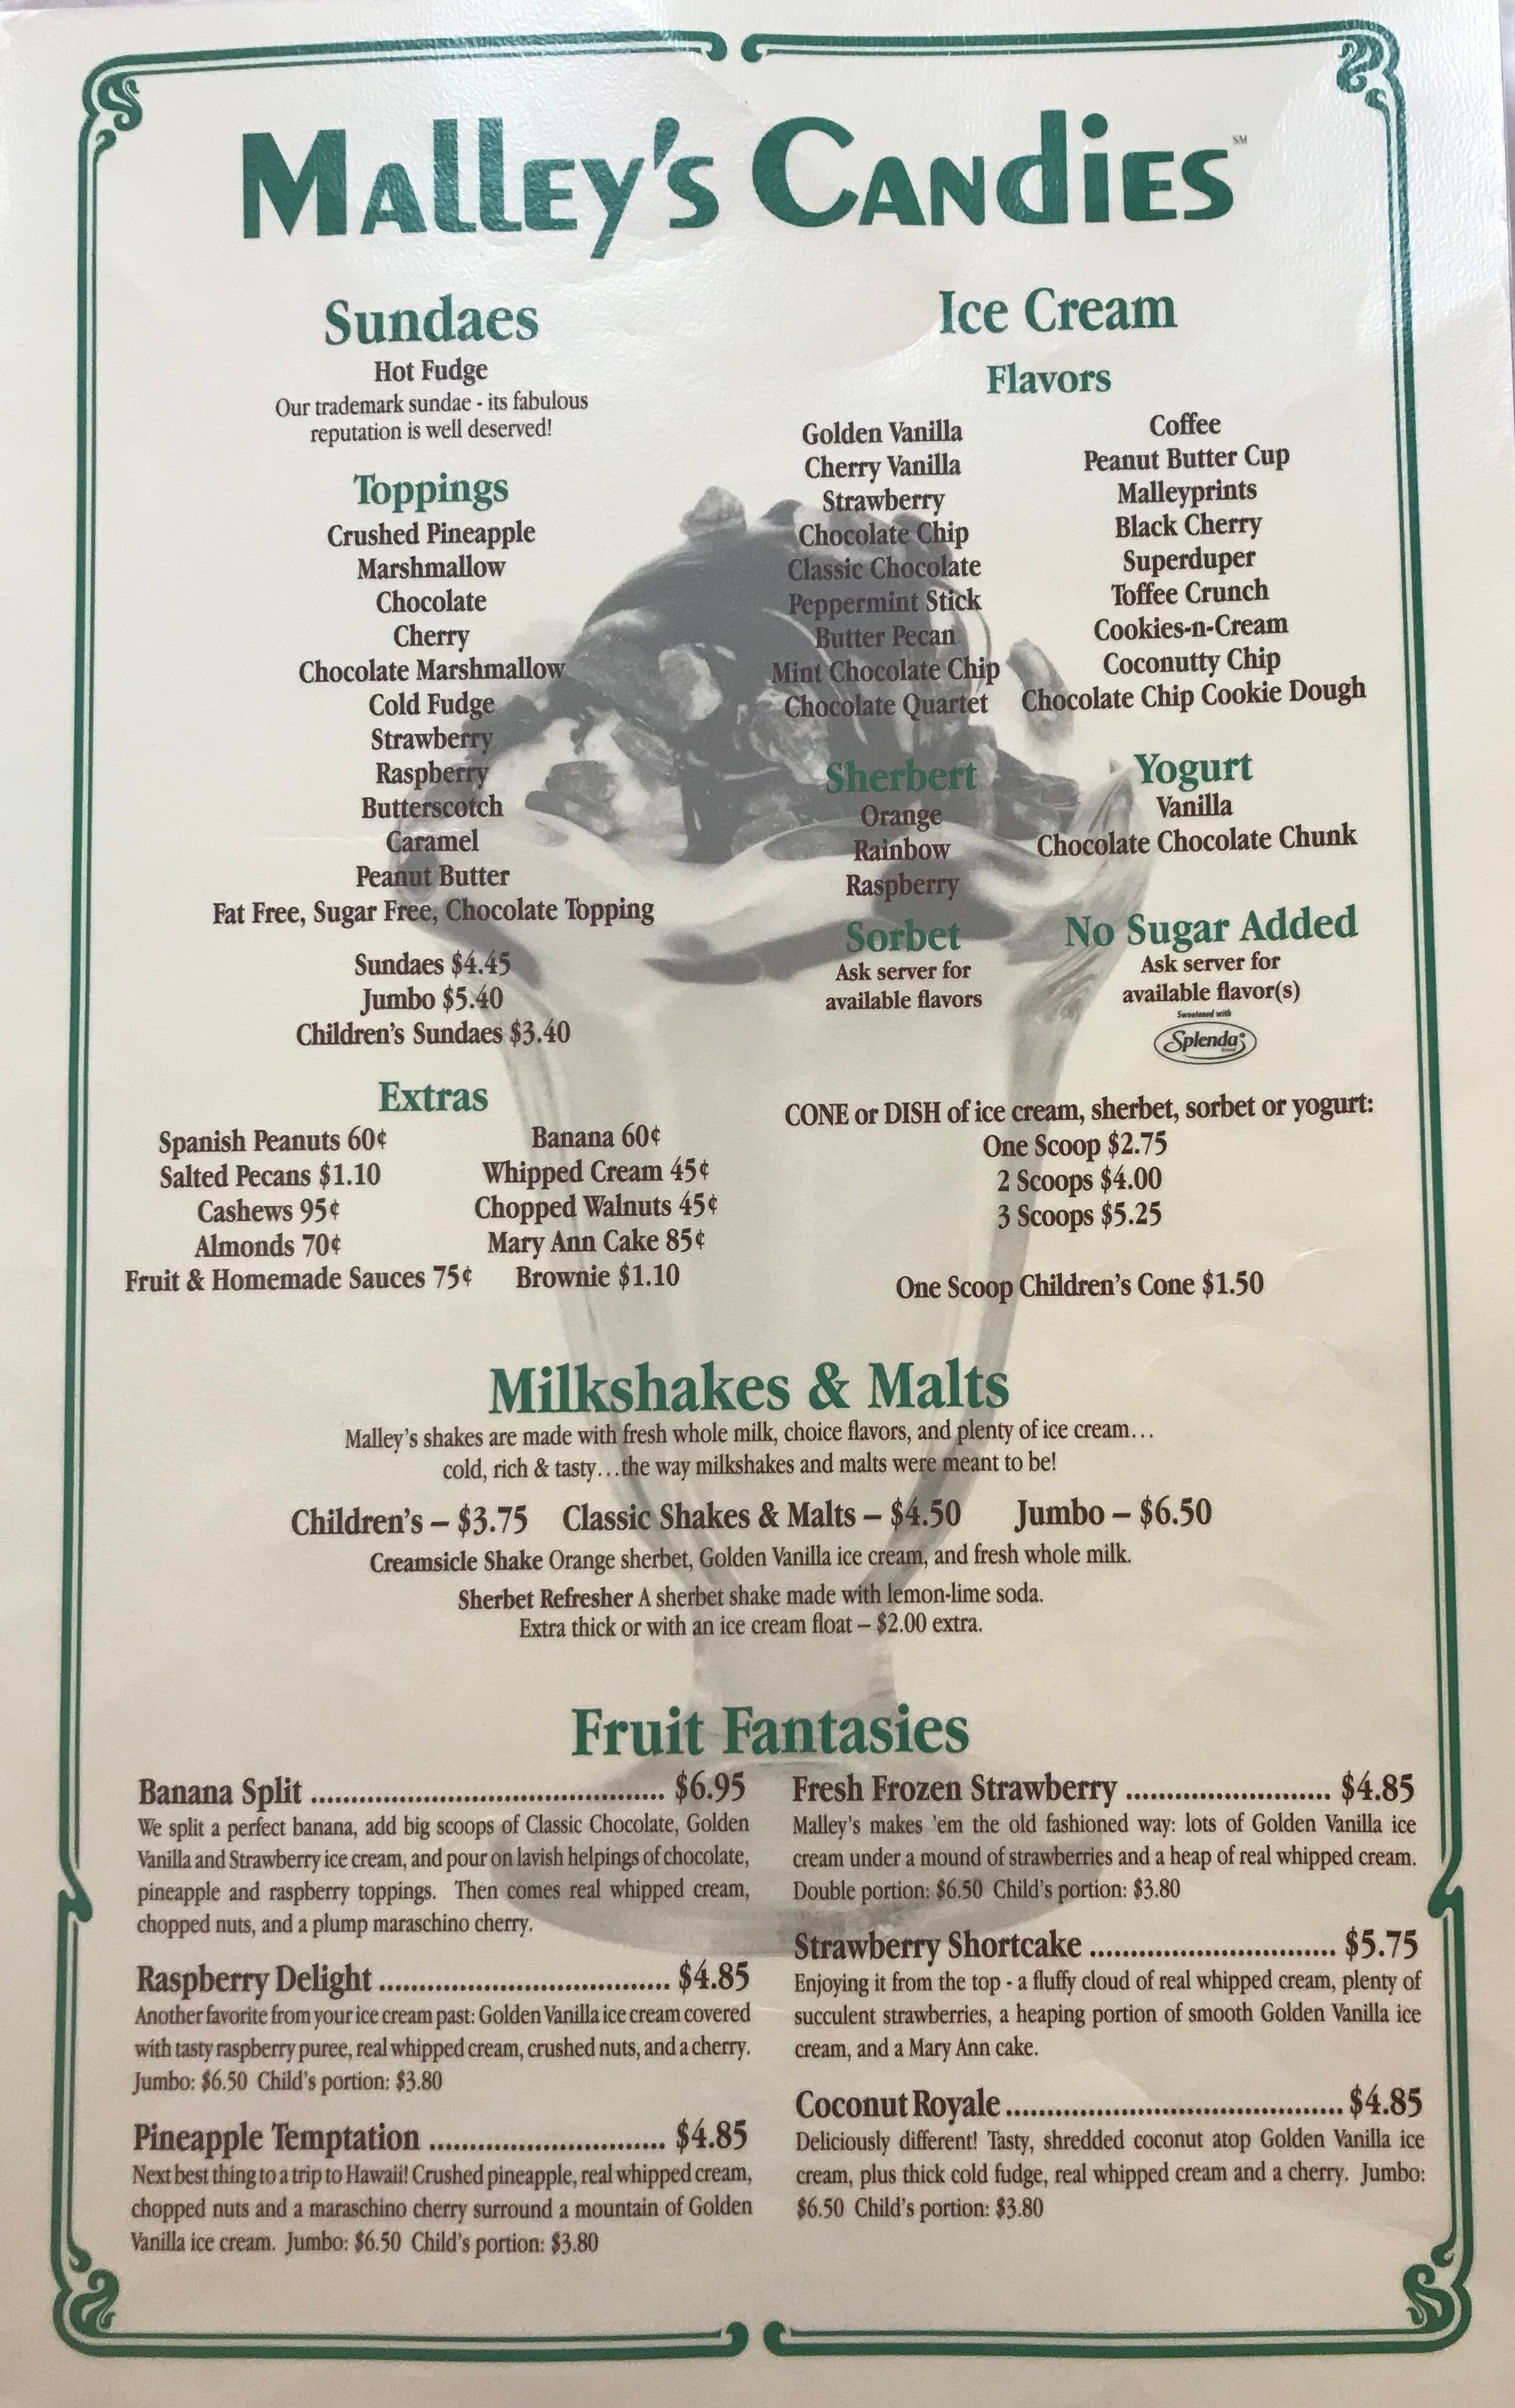 Malley's Candies SM
Sundaes
Hot Fudge
Our trademark sundae - its fabulous
reputation is well deserved!
Toppings
Crushed Pineapple
Marshmallow
Chocolate
Cherry
Chocolate Marshmallow
Cold Fudge
Strawberry
Raspberry
Butterscotch
Caramel
Peanut Butter
Fat Free, Sugar Free, Chocolate Topping
Sundaes $4.45
Jumbo $5.40
Children's Sundaes $3.40
Extras
Spanish Peanuts 60¢
Salted Pecans $1.10
Cashews 95¢
Almonds 70¢
Fruit & Homemade Sauces 75¢
Banana 60¢
Whipped Cream 45¢
Chopped Walnuts 45¢
Mary Ann Cake 85¢
Brownie $1.10
Ice Cream
Flavors
Golden Vanilla
Cherry Vanilla
Strawberry
Chocolate Chip
Classic Chocolate
Peppermint Stick
Butter Pecan
Mint Chocolate Chip
Chocolate Quartet
Coffee
Peanut Butter Cup
Malleyprints
Black Cherry
Superduper
Toffee Crunch
Cookies-n-Cream
Coconutty Chip
Chocolate Chip Cookie Dough
Sherbert
Orange
Rainbow
Raspberry
Yogurt
Vanilla
Chocolate Chocolate Chunk
Sorbet
Ask server for
available flavors
No Sugar Added
Ask server for
available flavor(s)
Sweetened with
Splenda
CONE or DISH of ice cream, sherbet, sorbet or yogurt:
One Scoop $2.75
2 Scoops $4.00
3 Scoops $5.25
One Scoop Children's Cone $1.50
Milkshakes & Malts
Malley's shakes are made with fresh whole milk, choice flavors, and plenty of ice cream...
cold, rich & tasty...the way milkshakes and malts were meant to be!
Children's – $3.75 Classic Shakes & Malts – $4.50 Jumbo – $6.50
Creamsicle Shake Orange sherbet, Golden Vanilla ice cream, and fresh whole milk.
Sherbet Refresher A sherbet shake made with lemon-lime soda.
Extra thick or with an ice cream float – $2.00 extra.
Fruit Fantasies
Banana Split ............................................ $6.95
We split a perfect banana, add big scoops of Classic Chocolate, Golden
Vanilla and Strawberry ice cream, and pour on lavish helpings of chocolate,
pineapple and raspberry toppings. Then comes real whipped cream,
chopped nuts, and a plump maraschino cherry.
Raspberry Delight .................................... $4.85
Another favorite from your ice cream past: Golden Vanilla ice cream covered
with tasty raspberry puree, real whipped cream, crushed nuts, and a cherry.
Jumbo: $6.50 Child's portion: $3.80
Pineapple Temptation ............................. $4.85
Next best thing to a trip to Hawaii! Crushed pineapple, real whipped cream,
chopped nuts and a maraschino cherry surround a mountain of Golden
Vanilla ice cream. Jumbo: $6.50 Child's portion: $3.80
Fresh Frozen Strawberry ......................... $4.85
Malley's makes 'em the old fashioned way: lots of Golden Vanilla ice
cream under a mound of strawberries and a heap of real whipped cream.
Double portion: $6.50 Child's portion: $3.80
Strawberry Shortcake .............................. $5.75
Enjoying it from the top - a fluffy cloud of real whipped cream, plenty of
succulent strawberries, a heaping portion of smooth Golden Vanilla ice
cream, and a Mary Ann cake.
Coconut Royale ......................................... $4.85
Deliciously different! Tasty, shredded coconut atop Golden Vanilla ice
cream, plus thick cold fudge, real whipped cream and a cherry. Jumbo:
$6.50 Child's portion: $3.80